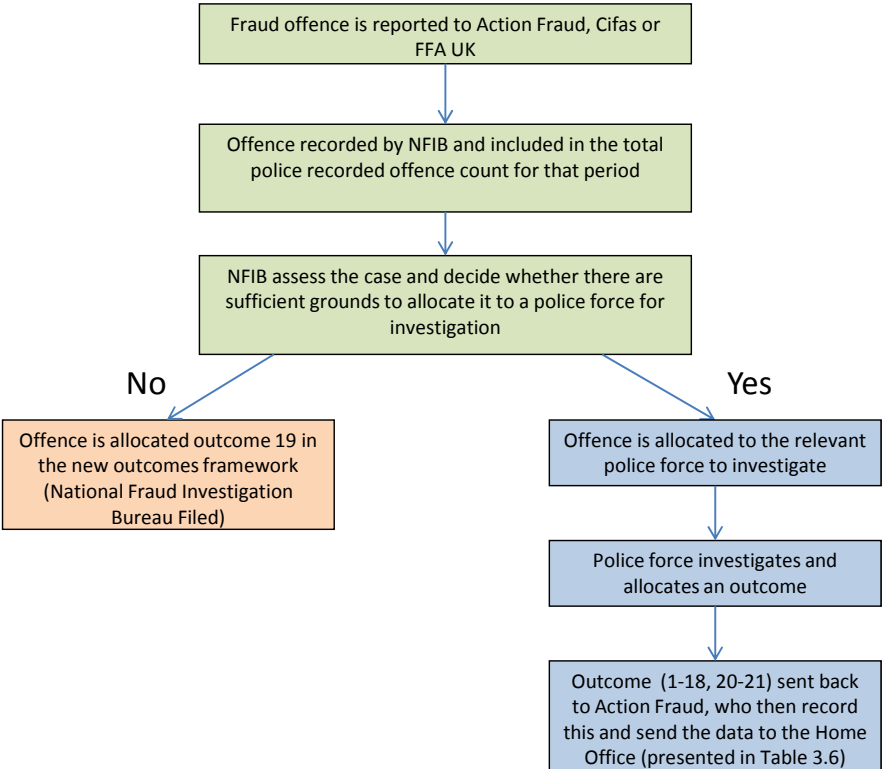 Fraud offence is reported to Action Fraud, Cifas or
FFA UK
Offence recorded by NFIB and included in the total
police recorded offence count for that period
NFIB assess the case and decide whether there are
sufficient grounds to allocate it to a police force for
investigation
No
Yes
Offence is allocated outcome 19 in
the new outcomes framework
(National Fraud Investigation
Bureau Filed)
Offence is allocated to the relevant
police force to investigate
Police force investigates and
allocates an outcome
Outcome (1-18, 20-21) sent back
to Action Fraud, who then record
this and send the data to the Home
Office (presented in Table 3.6)